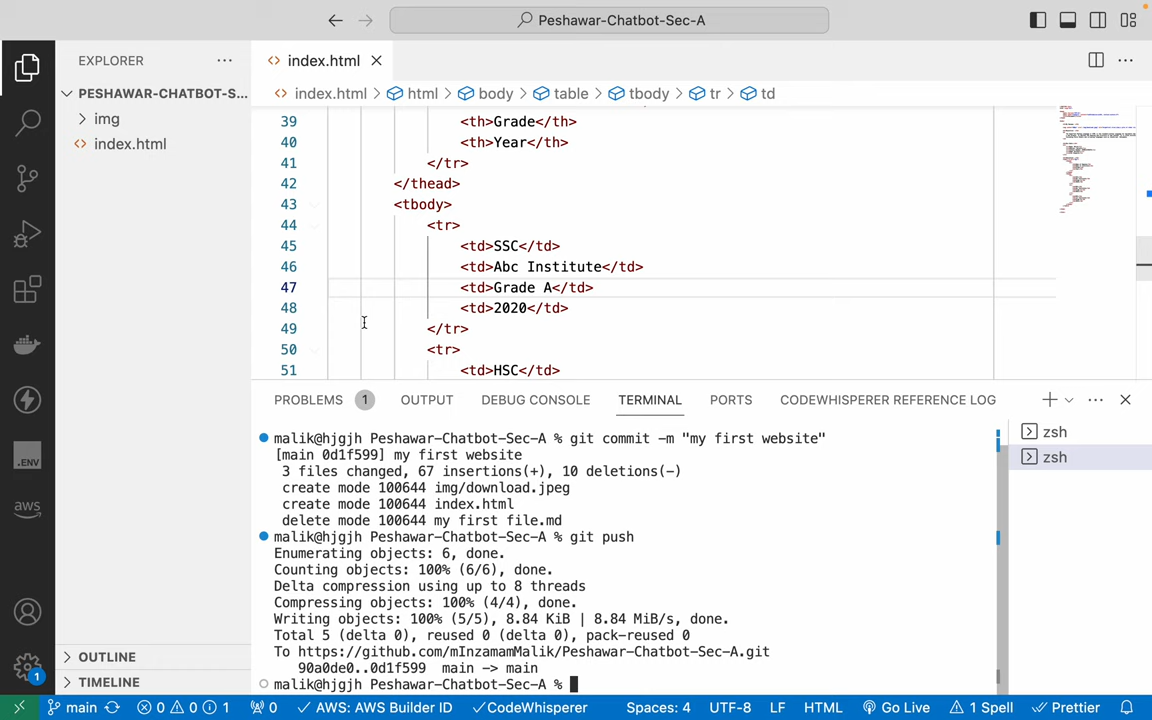 Peshawar-Chatbot-Sec-A
EXPLORER
PESHAWAR-CHATBOT-S...
img
index.html
index.html
index.html > html > body > table > tbody > tr > td
39 <th>Grade</th>
40 <th>Year</th>
41 </tr>
42 </thead>
43 <tbody>
44 <tr>
45 <td>SSC</td>
46 <td>Abc Institute</td>
47 <td>Grade A</td>
48 <td>2020</td>
49 </tr>
50 <tr>
51 <td>HSC</td>
PROBLEMS 1 OUTPUT DEBUG CONSOLE TERMINAL PORTS CODEWHISPERER REFERENCE LOG
malik@hjgjh Peshawar-Chatbot-Sec-A % git commit -m "my first website"
[main 0d1f599] my first website
3 files changed, 67 insertions(+), 10 deletions(-)
create mode 100644 img/download.jpeg
create mode 100644 index.html
delete mode 100644 my first file.md
malik@hjgjh Peshawar-Chatbot-Sec-A % git push
Enumerating objects: 6, done.
Counting objects: 100% (6/6), done.
Delta compression using up to 8 threads
Compressing objects: 100% (4/4), done.
Writing objects: 100% (5/5), 8.84 KiB | 8.84 MiB/s, done.
Total 5 (delta 0), reused 0 (delta 0), pack-reused 0
To https://github.com/mInzamamMalik/Peshawar-Chatbot-Sec-A.git
90a0de0..0d1f599 main -> main
malik@hjgjh Peshawar-Chatbot-Sec-A %
zsh
zsh
.ENV
aws
1
OUTLINE
TIMELINE
main 0 0 1 0 AWS: AWS Builder ID CodeWhisperer Spaces: 4 UTF-8 LF HTML Go Live 1 Spell Prettier